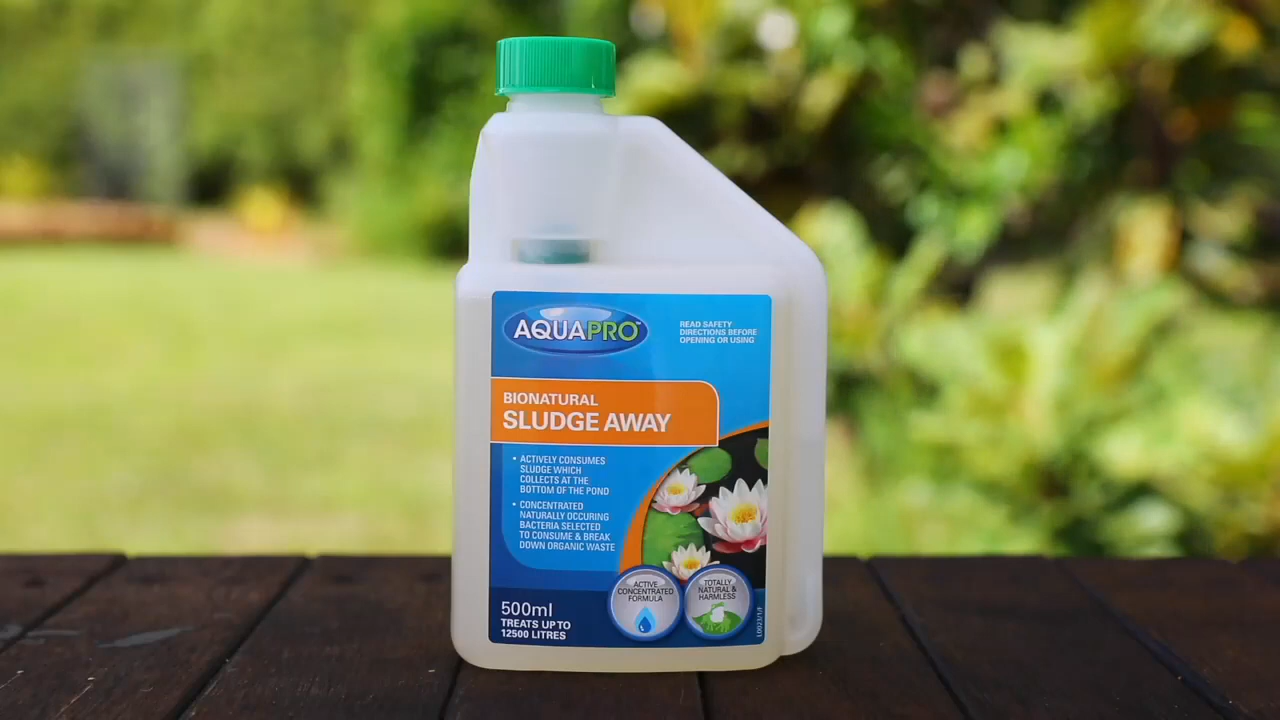 AQUAPRO™
READ SAFETY
DIRECTIONS BEFORE
OPENING OR USING
BIONATURAL
SLUDGE AWAY
• ACTIVELY CONSUMES
SLUDGE WHICH
COLLECTS AT THE
BOTTOM OF THE POND
• CONCENTRATED
NATURALLY OCCURING
BACTERIA SELECTED
TO CONSUME & BREAK
DOWN ORGANIC WASTE
ACTIVE
CONCENTRATED
FORMULA
TOTALLY
NATURAL &
HARMLESS
500ml
TREATS UP TO
12500 LITRES